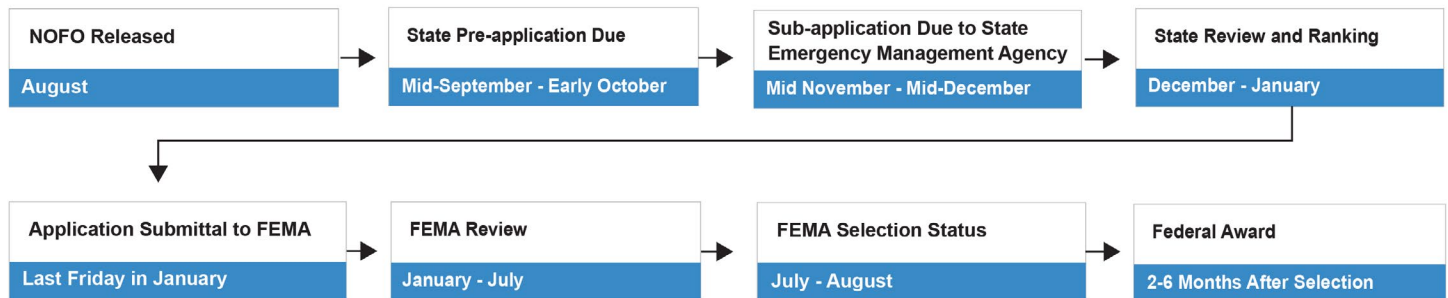 NOFO Released
August
State Pre-application Due
Mid-September - Early October
Sub-application Due to State
Emergency Management Agency
Mid November - Mid-December
State Review and Ranking
December - January
Application Submittal to FEMA
Last Friday in January
FEMA Review
January - July
FEMA Selection Status
July - August
Federal Award
2-6 Months After Selection